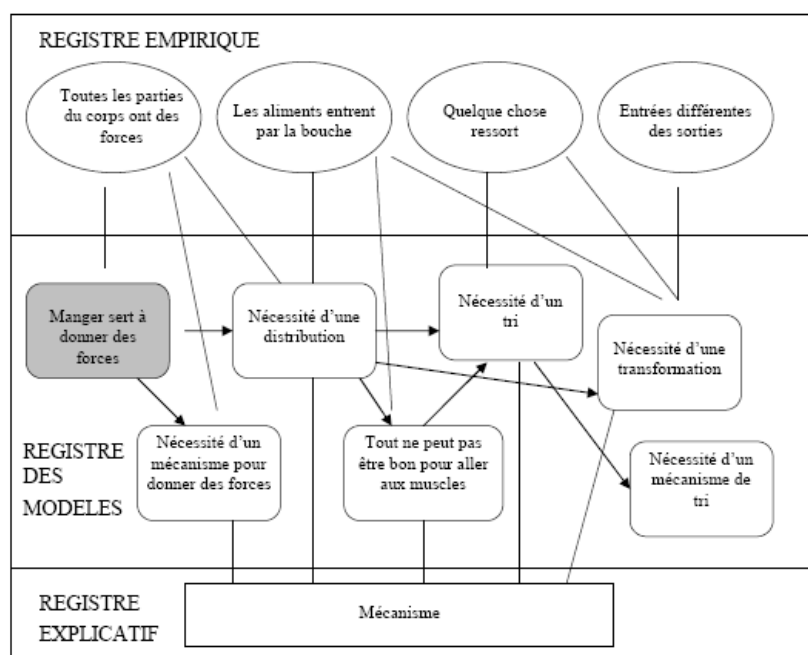 REGISTRE EMPIRIQUE
Toutes les parties
du corps ont des
forces
Les aliments entrent
par la bouche
Quelque chose
ressort
Entrées différentes
des sorties
Manger sert à
donner des
forces
Nécessité d'une
distribution
Nécessité d'un
tri
Nécessité d'une
transformation
REGISTRE
DES
MODELES
Nécessité d'un
mécanisme pour
donner des forces
Tout ne peut pas
être bon pour aller
aux muscles
Nécessité d'un
mécanisme de
tri
REGISTRE
EXPLICATIF
Mécanisme